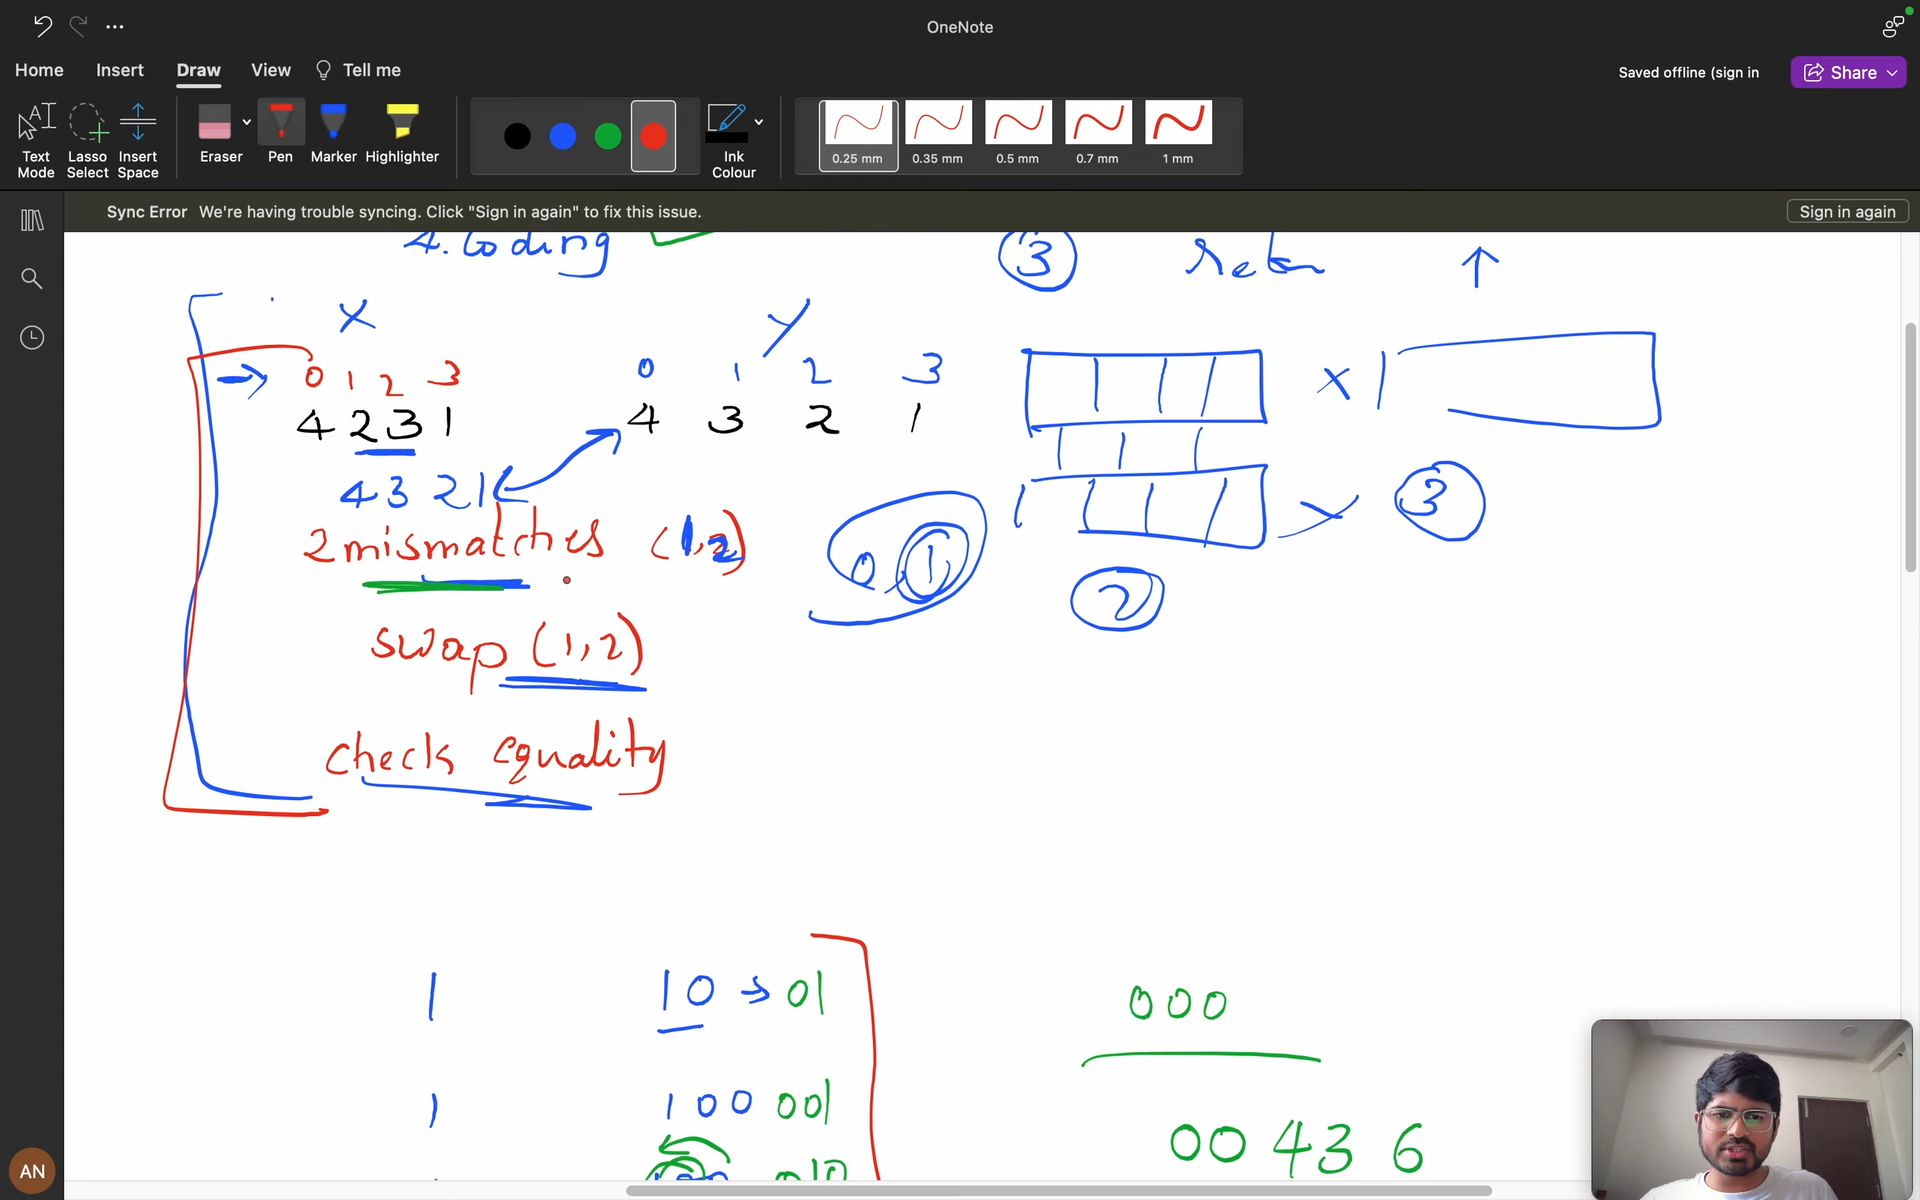 OneNote
Home Insert Draw View Tell me
Saved offline (sign in
Share
Text Mode
Lasso Select
Insert Space
Eraser
Pen
Marker
Highlighter
Ink Colour
0.25 mm
0.35 mm
0.5 mm
0.7 mm
1 mm
Sync Error We're having trouble syncing. Click "Sign in again" to fix this issue.
Sign in again
4. Coding
3
X
Y
0 1 2 3
0 1 2 3
4 2 3 1
4 3 2 1
X
4 3 2 1
3
2 mismatches (1,2)
0, 1
2
swap (1,2)
check equality
1 10 → 01
000
1 100 001
00 43 6
010
AN